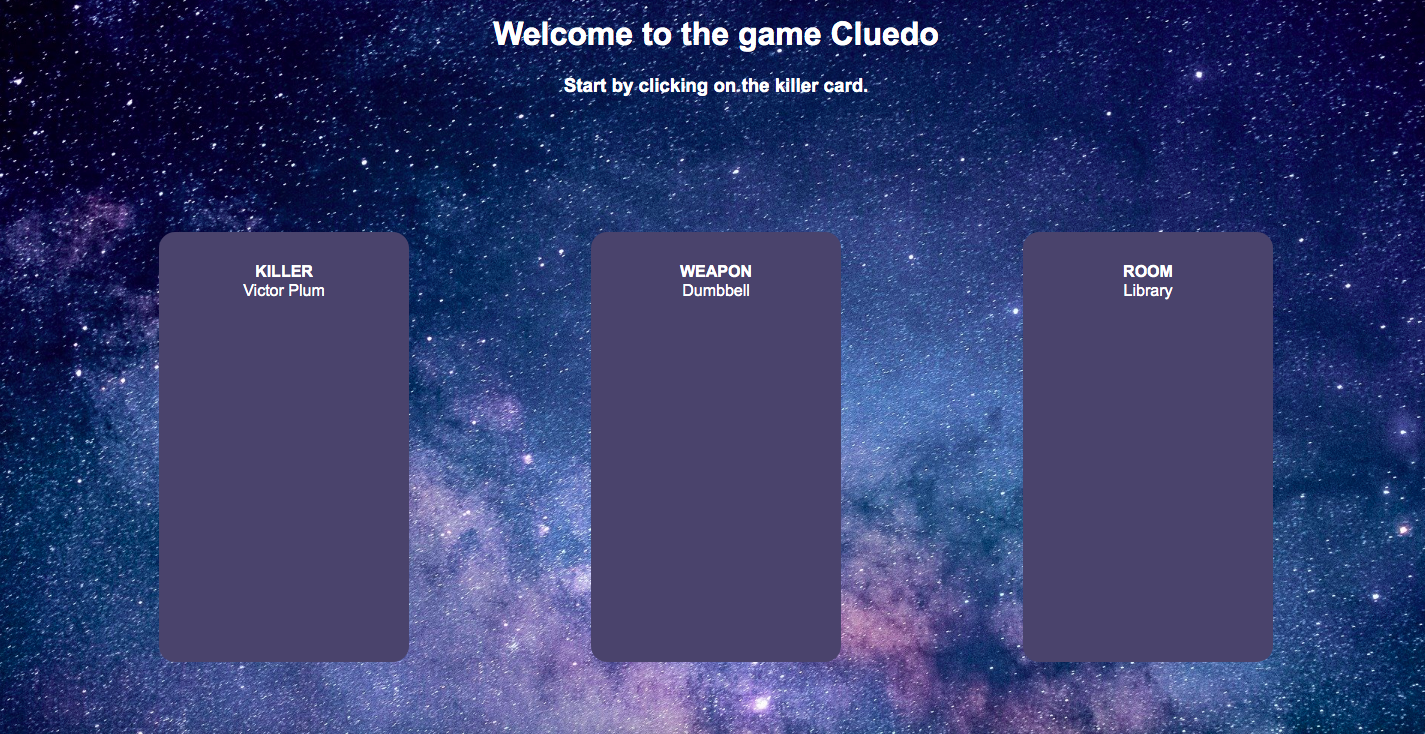 Welcome to the game Cluedo
Start by clicking on the killer card.
KILLER
Victor Plum
WEAPON
Dumbbell
ROOM
Library